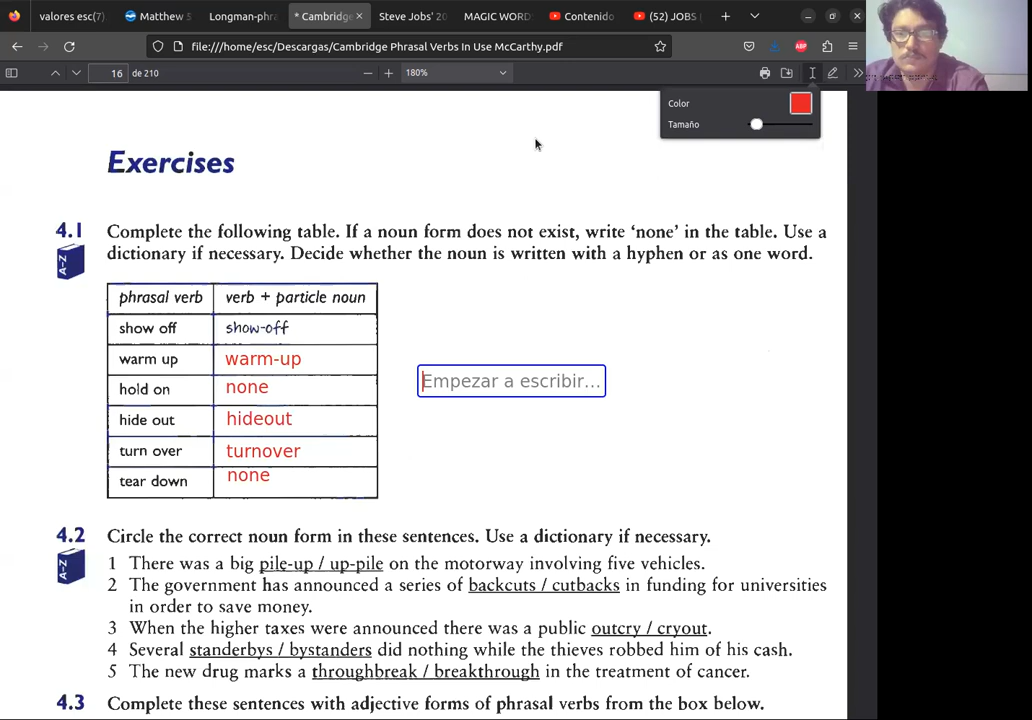 valores esc(7)
Matthew 5
Longman-phra
* Cambridge
Steve Jobs' 20
MAGIC WORD
Contenido
(52) JOBS
file:///home/esc/Descargas/Cambridge Phrasal Verbs In Use McCarthy.pdf
ABP
16 de 210
180%
Color
Tamaño
Exercises
4.1 Complete the following table. If a noun form does not exist, write ‘none’ in the table. Use a
A–Z dictionary if necessary. Decide whether the noun is written with a hyphen or as one word.
phrasal verb verb + particle noun
show off show-off
warm up warm-up
hold on none
Empezar a escribir...
hide out hideout
turn over turnover
tear down none
4.2 Circle the correct noun form in these sentences. Use a dictionary if necessary.
A–Z
1 There was a big pile-up / up-pile on the motorway involving five vehicles.
2 The government has announced a series of backcuts / cutbacks in funding for universities
in order to save money.
3 When the higher taxes were announced there was a public outcry / cryout.
4 Several standerbys / bystanders did nothing while the thieves robbed him of his cash.
5 The new drug marks a throughbreak / breakthrough in the treatment of cancer.
4.3 Complete these sentences with adjective forms of phrasal verbs from the box below.